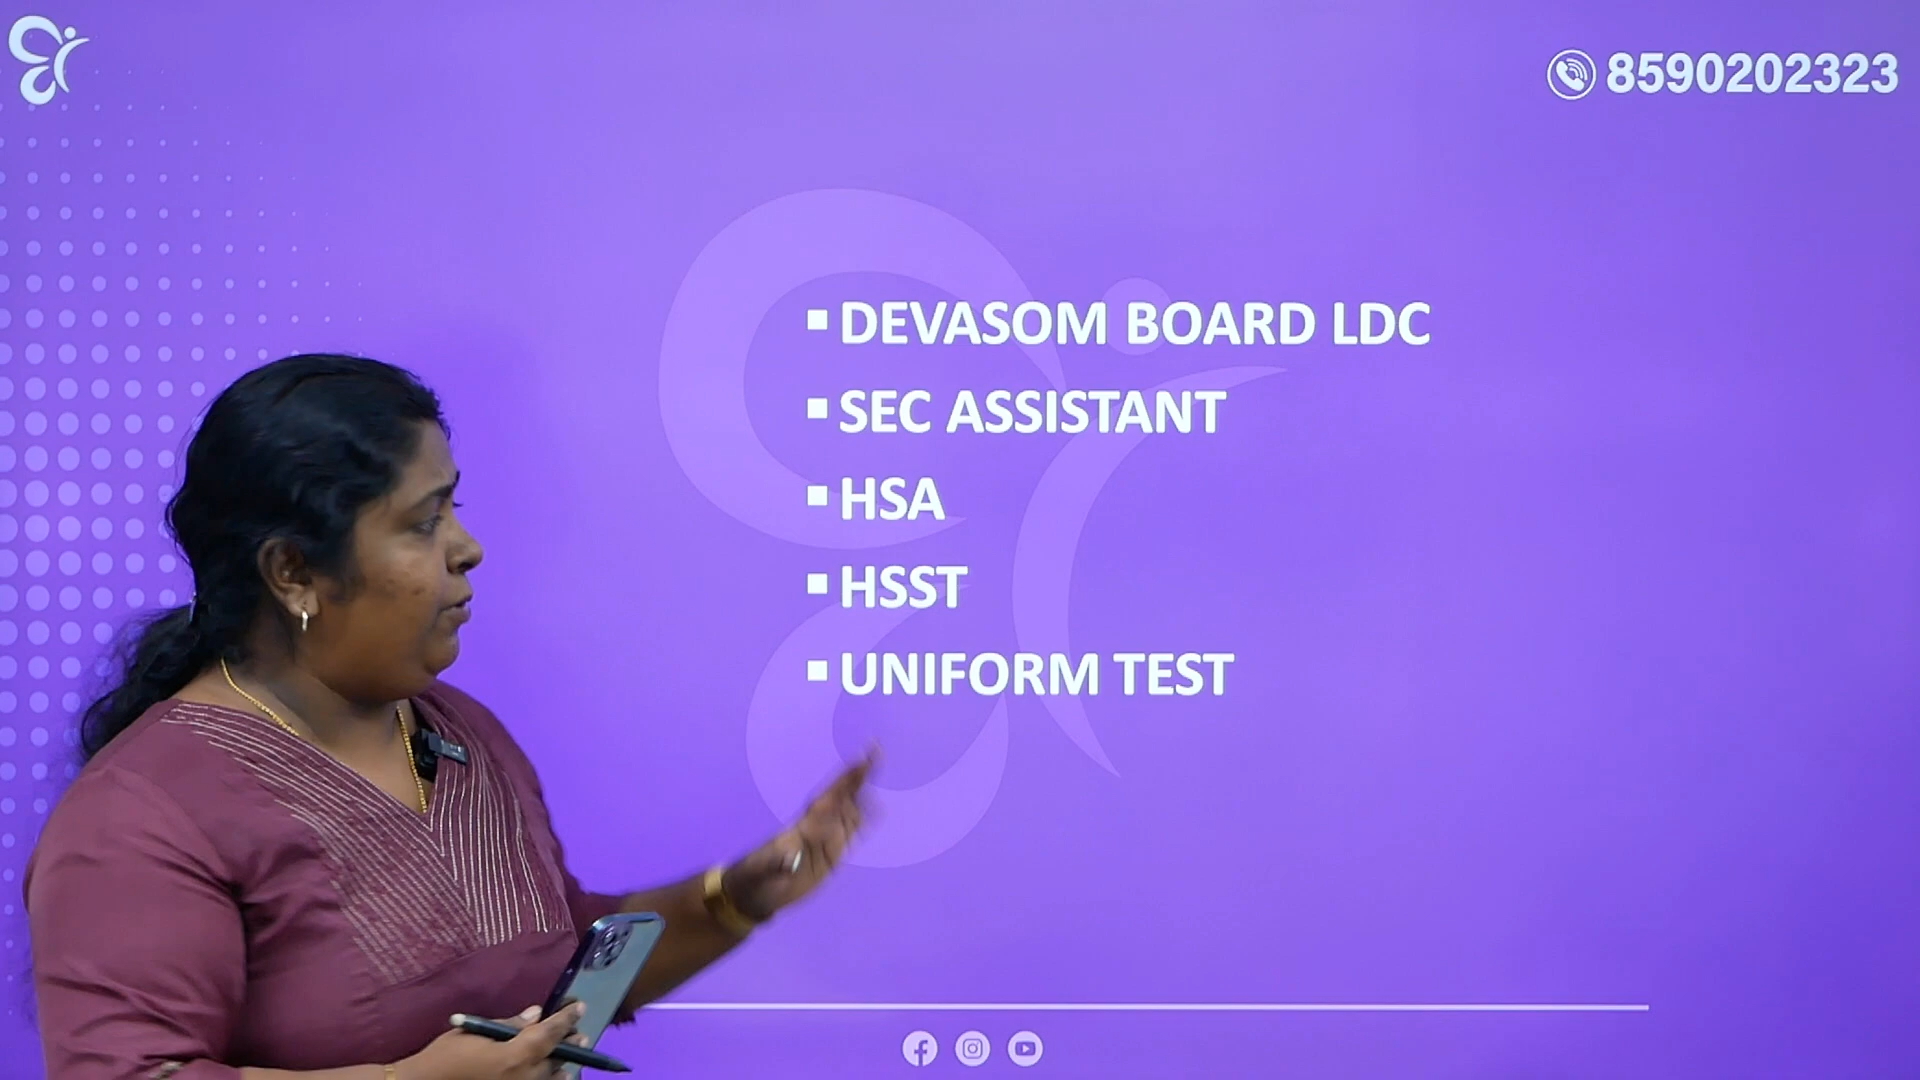 8590202323
▪ DEVASOM BOARD LDC
▪ SEC ASSISTANT
▪ HSA
▪ HSST
▪ UNIFORM TEST